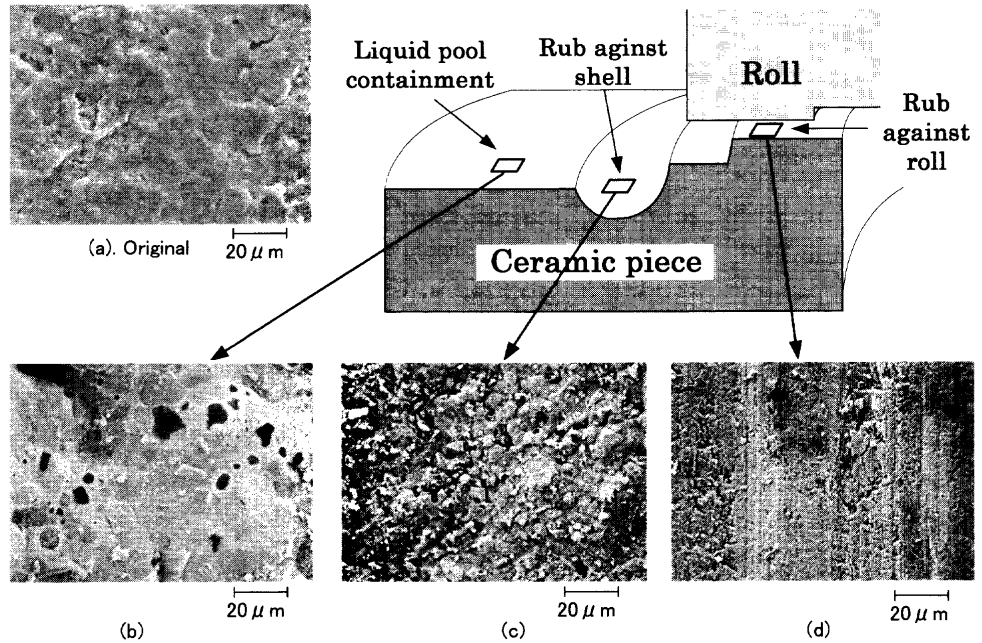 Liquid pool
containment
Rub aginst
shell
Roll
Rub
against
roll
(a). Original
20 μm
Ceramic piece
20 μm
20 μm
20 μm
(b)
(c)
(d)